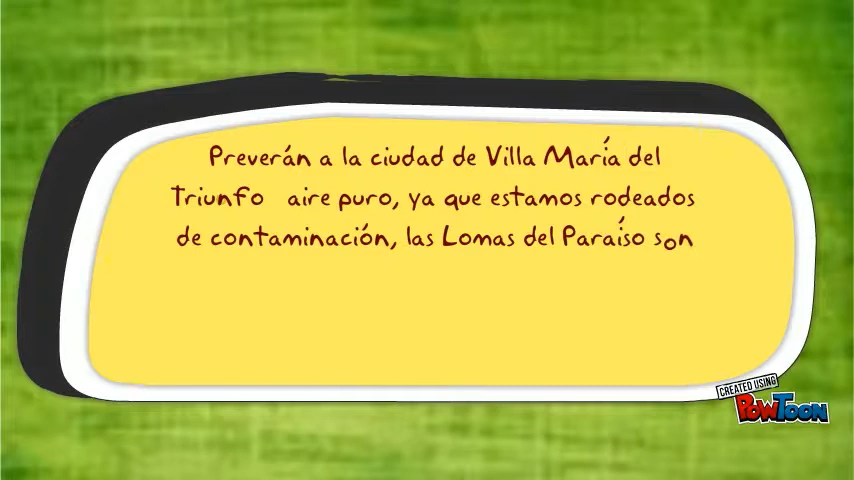 Preverán a la ciudad de Villa María del
Triunfo aire puro, ya que estamos rodeados
de contaminación, las Lomas del Paraíso son
CREATED USING
POWTOON